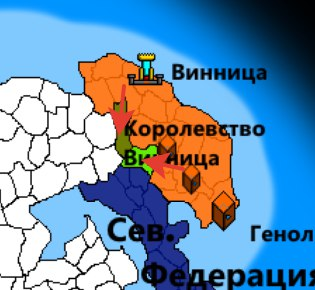 Винница
Королевство
Винница
Сев.
Генол
Федерация